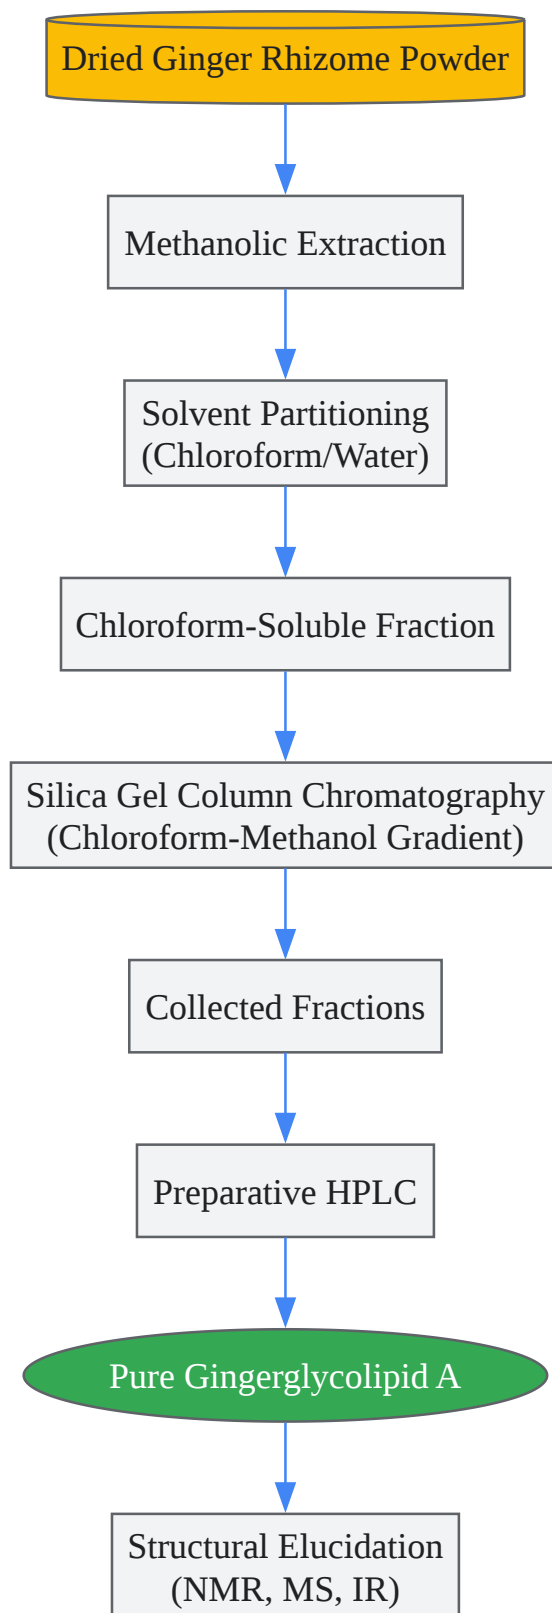 Dried Ginger Rhizome Powder
Methanolic Extraction
Solvent Partitioning
(Chloroform/Water)
Chloroform-Soluble Fraction
Silica Gel Column Chromatography
(Chloroform-Methanol Gradient)
Collected Fractions
Preparative HPLC
Pure Gingerglycolipid A
Structural Elucidation
(NMR, MS, IR)